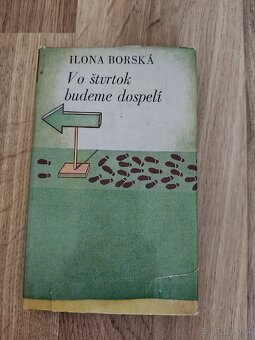 ILONA BORSKÁ
Vo štvrtok
budeme dospelí